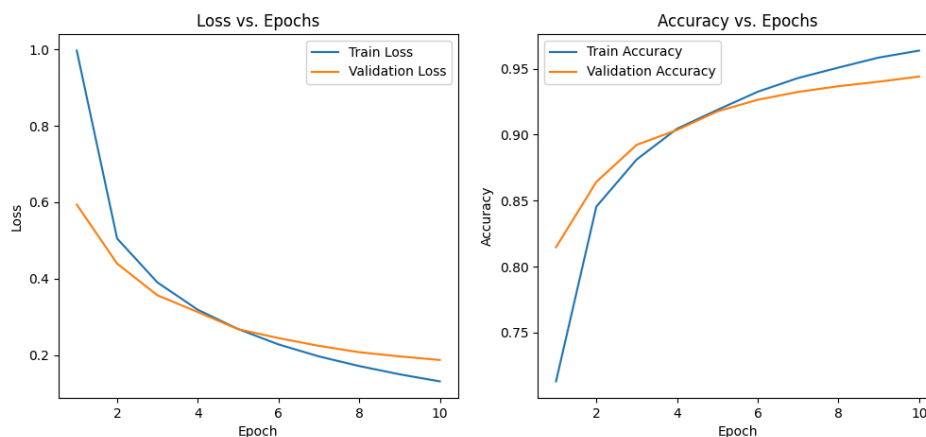 Loss vs. Epochs
Train Loss
Validation Loss
1.0
0.8
0.6
0.4
0.2
Loss
2
4
6
8
10
Epoch
Accuracy vs. Epochs
Train Accuracy
Validation Accuracy
0.95
0.90
0.85
0.80
0.75
Accuracy
2
4
6
8
10
Epoch